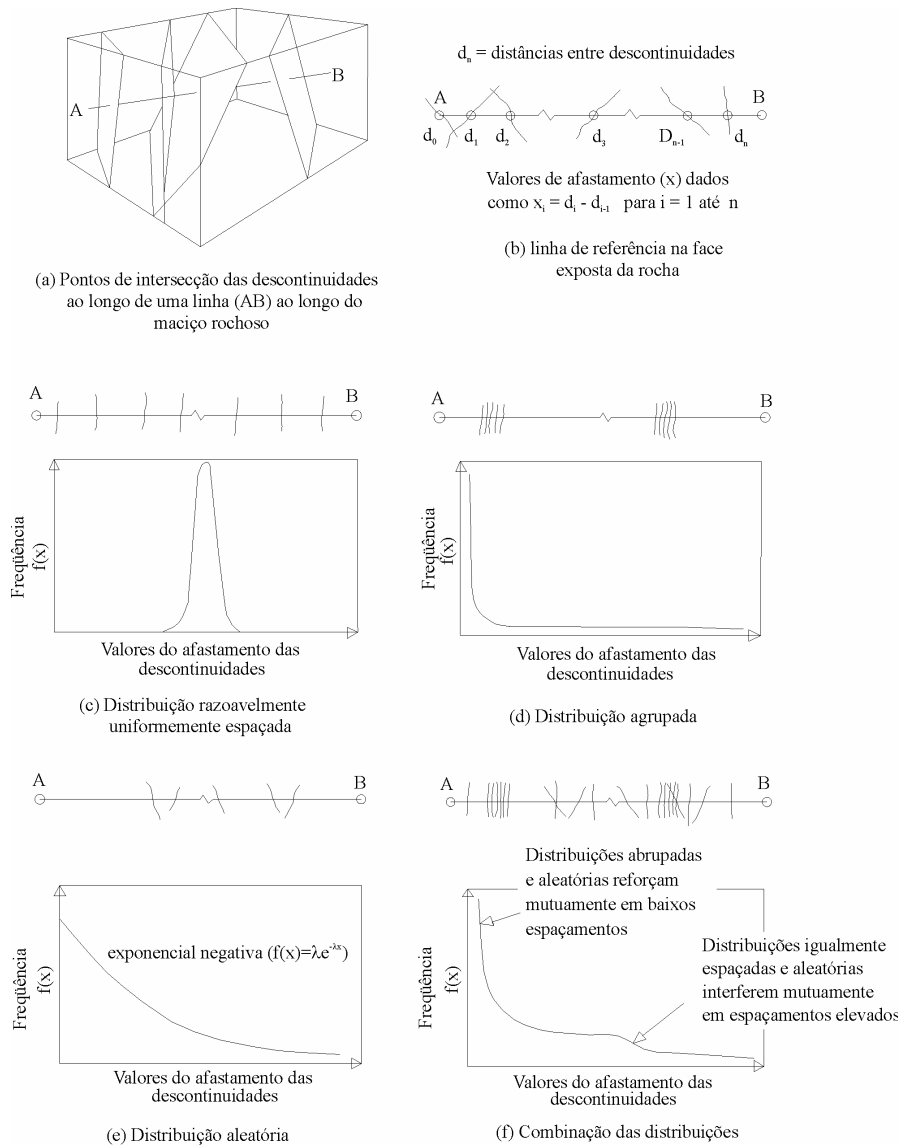 A
B
(a) Pontos de intersecção das descontinuidades
ao longo de uma linha (AB) ao longo do
maciço rochoso
dₙ = distâncias entre descontinuidades
A
B
d₀ d₁ d₂ d₃ Dₙ₋₁ dₙ
Valores de afastamento (x) dados
como xᵢ = dᵢ - dᵢ₋₁ para i = 1 até n
(b) linha de referência na face
exposta da rocha
A
B
Freqüência
f(x)
Valores do afastamento das
descontinuidades
(c) Distribuição razoavelmente
uniformemente espaçada
A
B
Freqüência
f(x)
Valores do afastamento das
descontinuidades
(d) Distribuição agrupada
A
B
Freqüência
f(x)
exponencial negativa (f(x)=λe⁻λˣ)
Valores do afastamento das
descontinuidades
(e) Distribuição aleatória
A
B
Distribuições abrupadas
e aleatórias reforçam
mutuamente em baixos
espaçamentos
Distribuições igualmente
espaçadas e aleatórias
interferem mutuamente
em espaçamentos elevados
Freqüência
f(x)
Valores do afastamento das
descontinuidades
(f) Combinação das distribuições